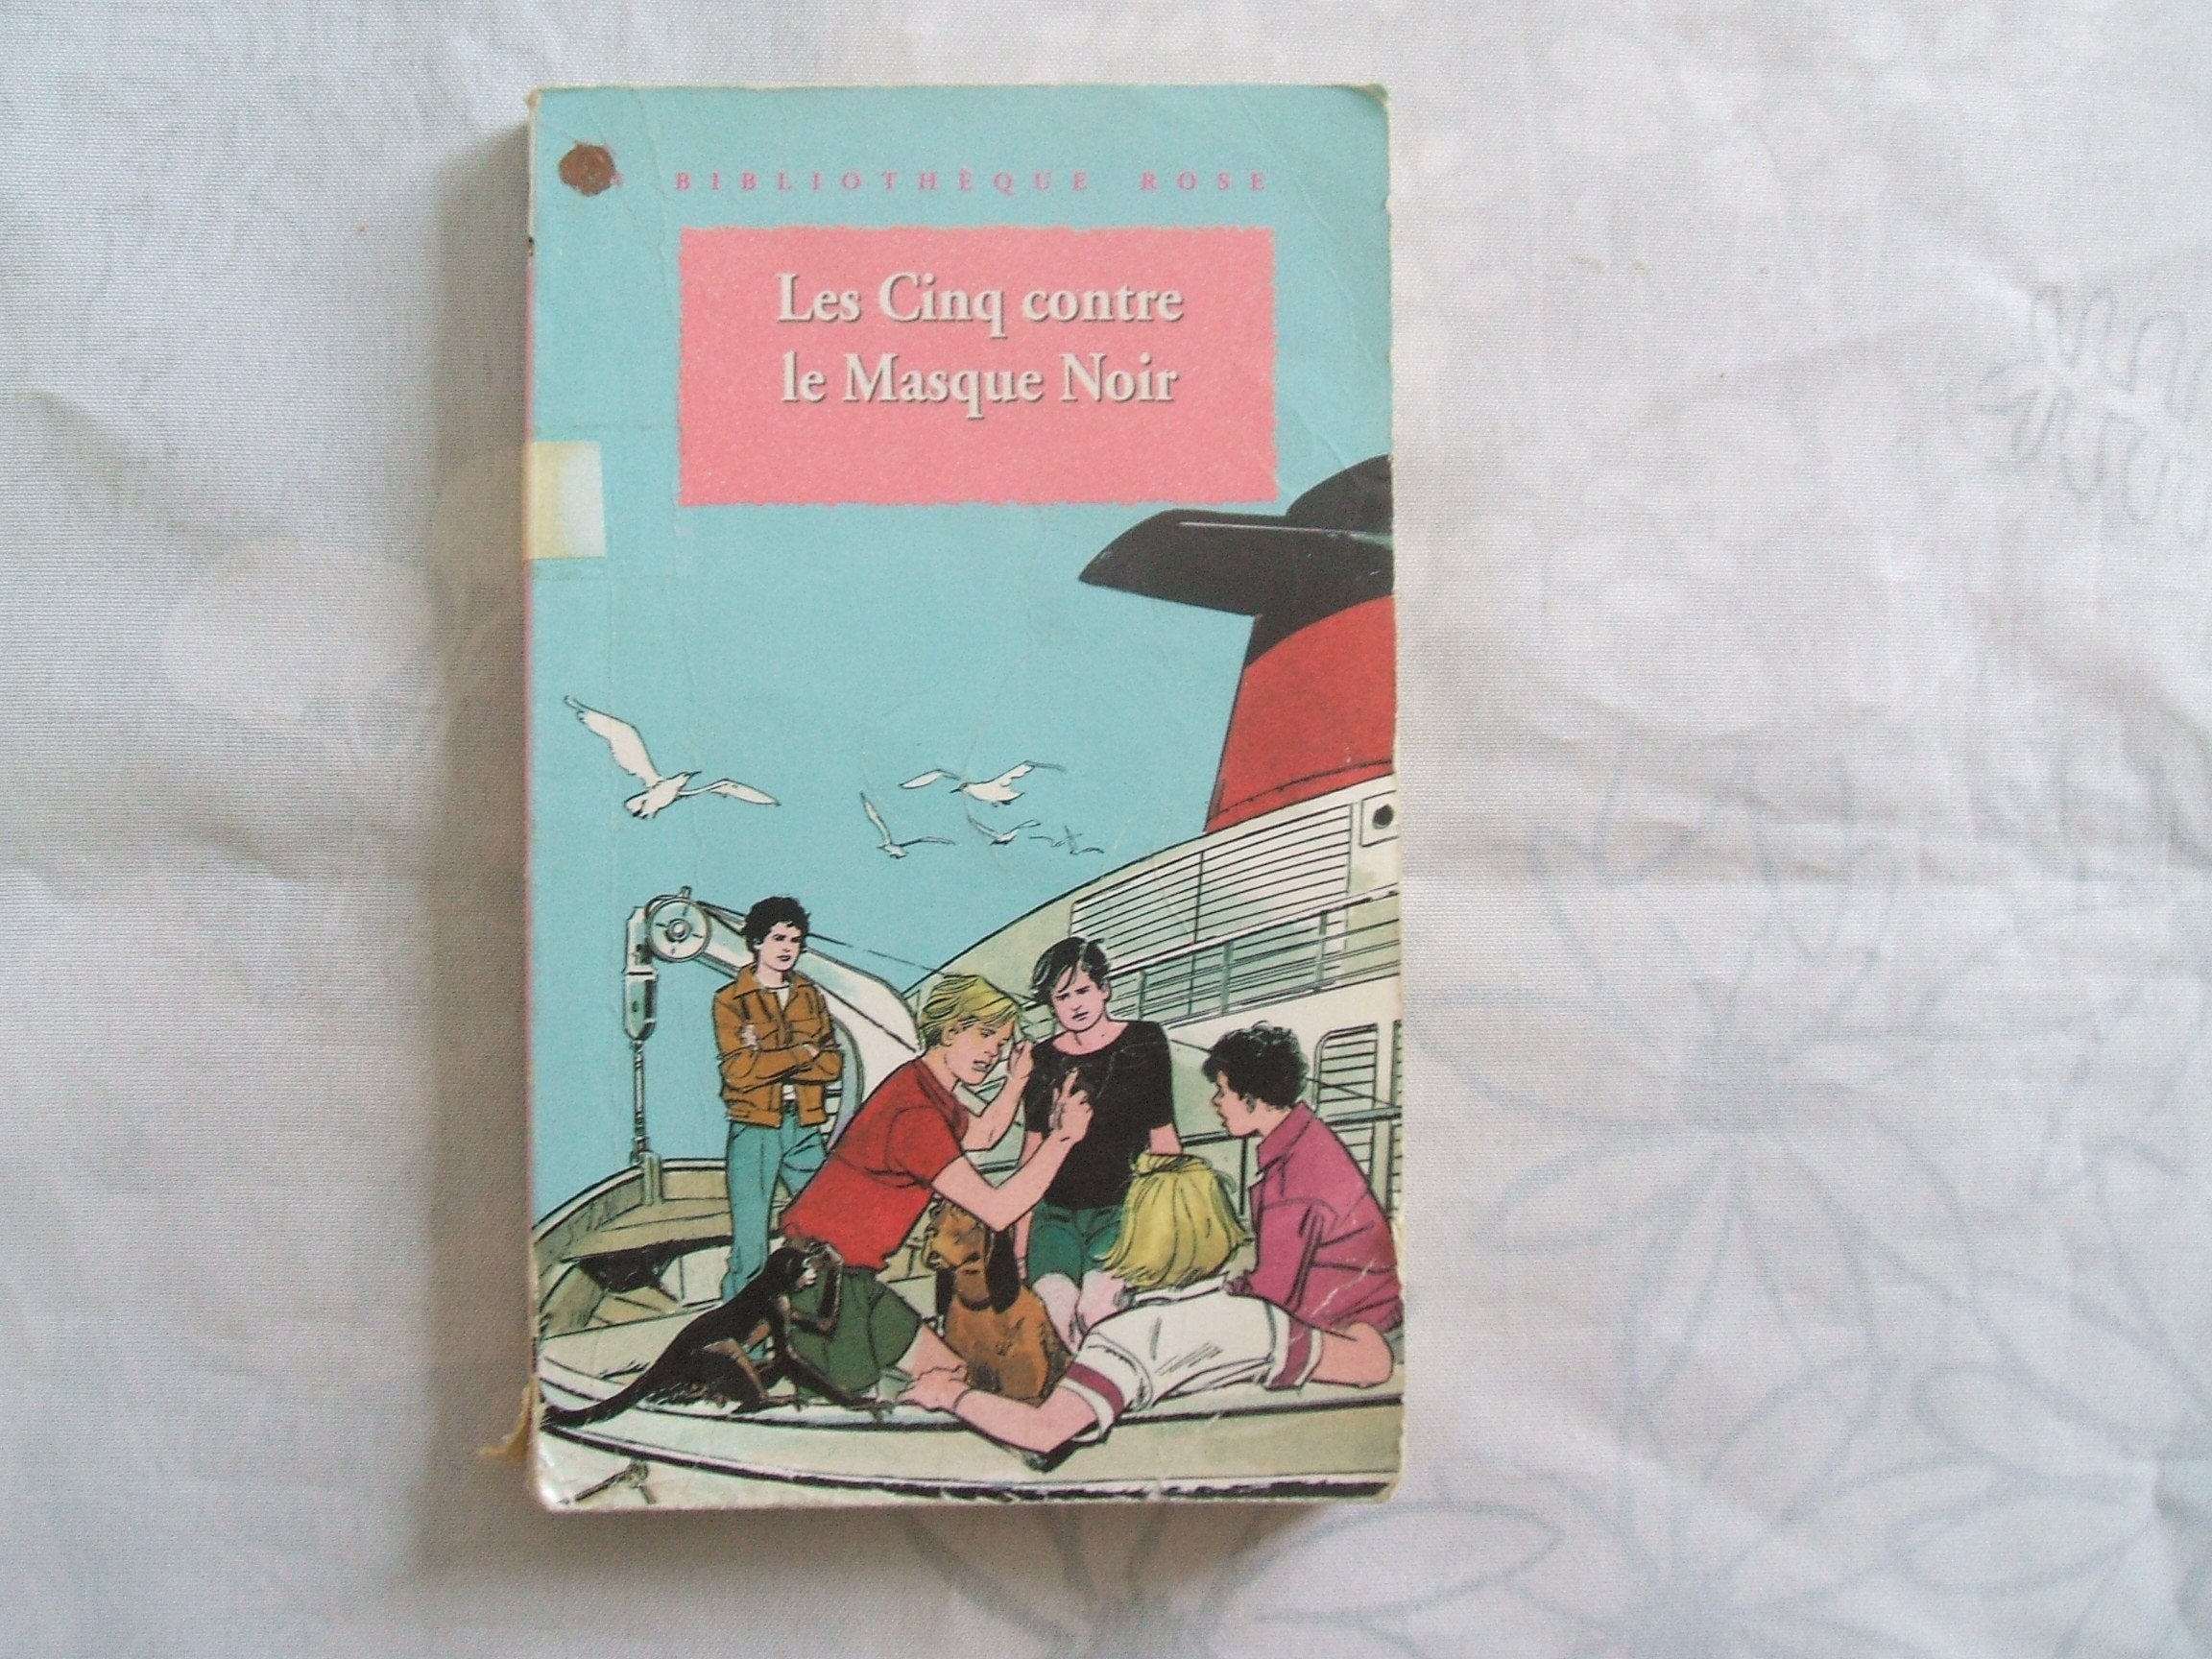 BIBLIOTHÈQUE ROSE
Les Cinq contre
le Masque Noir